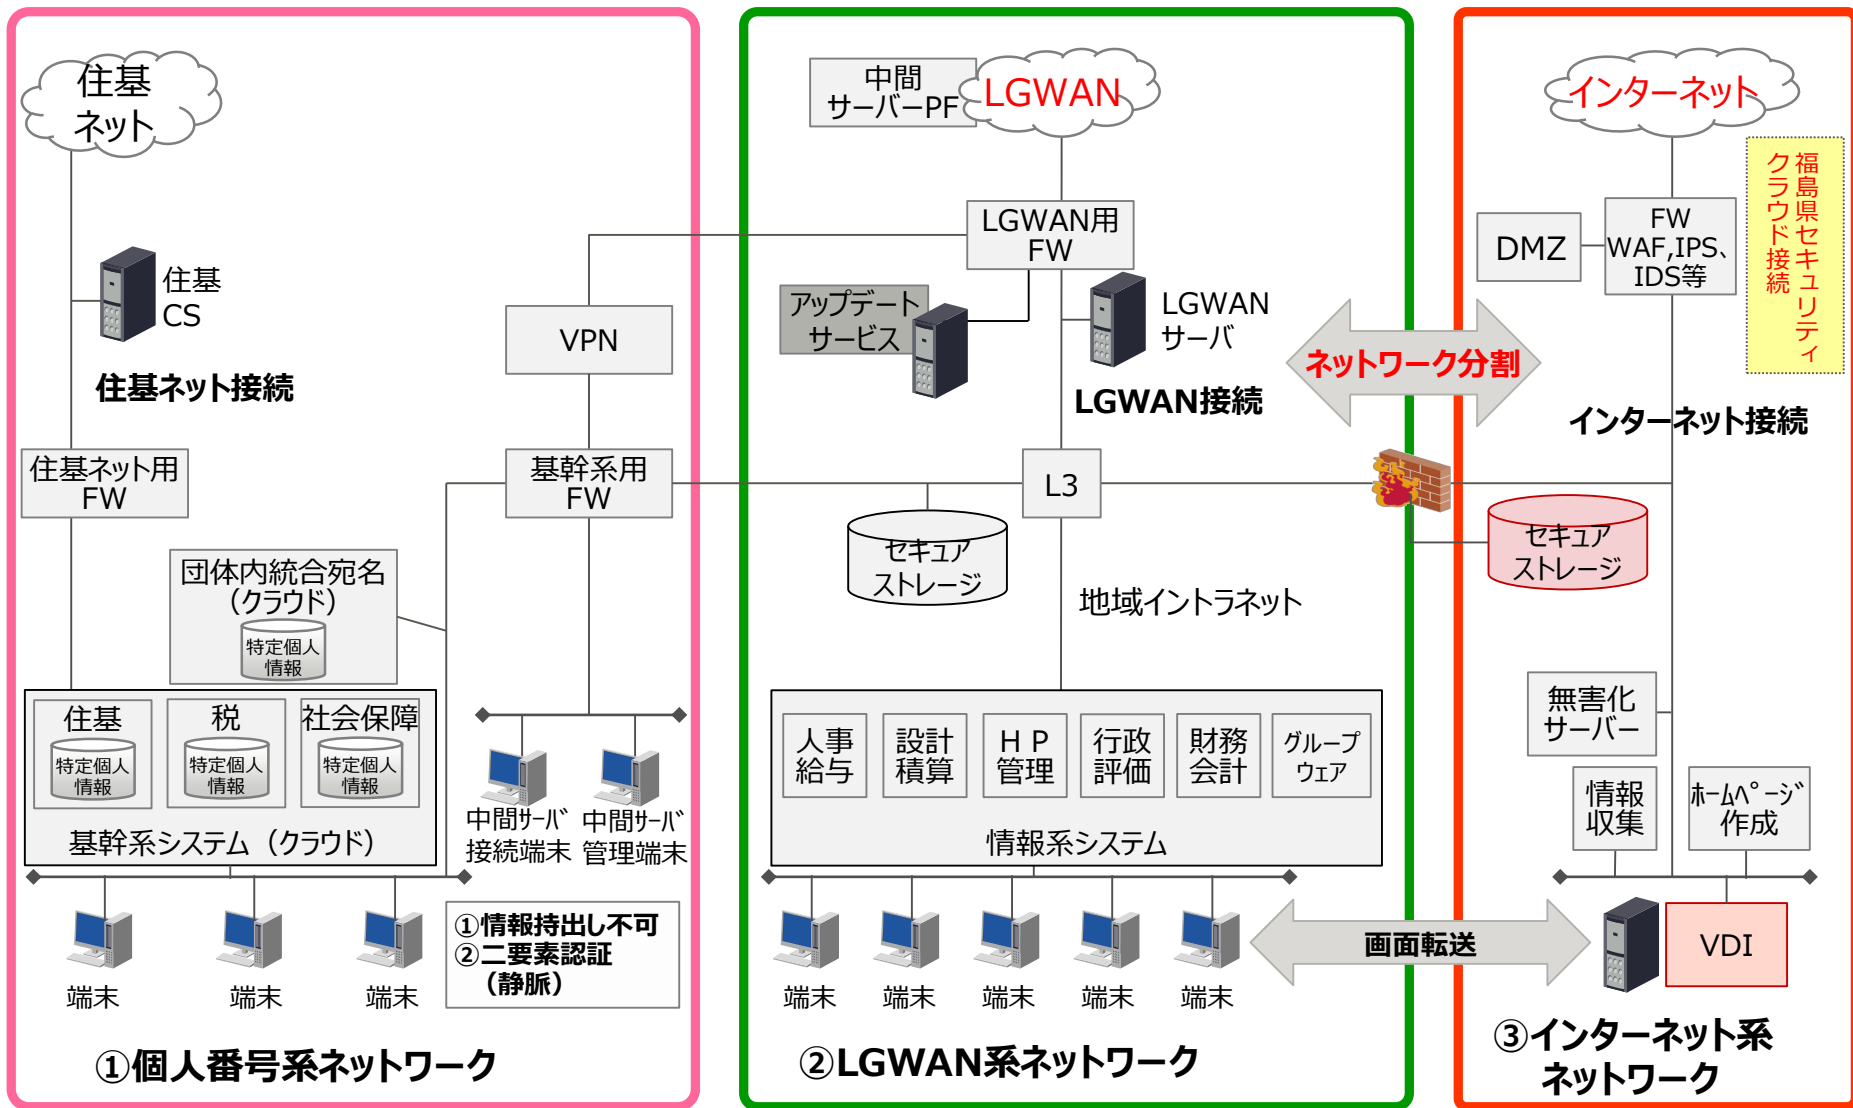 住基
ネット
住基
CS
住基ネット接続
住基ネット用
FW
団体内統合宛名
（クラウド）
特定個人
情報
住基
特定個人
情報
税
特定個人
情報
社会保障
特定個人
情報
基幹系システム（クラウド）
端末
端末
端末
VPN
基幹系用
FW
中間ｻｰﾊﾞ
接続端末
中間ｻｰﾊﾞ
管理端末
①情報持出し不可
②二要素認証
（静脈）
①個人番号系ネットワーク
中間
サーバーPF
LGWAN
LGWAN用
FW
アップデート
サービス
LGWAN
サーバ
LGWAN接続
L3
セキュア
ストレージ
地域イントラネット
人事
給与
設計
積算
ＨＰ
管理
行政
評価
財務
会計
グループ
ウェア
情報系システム
端末
端末
端末
端末
端末
②LGWAN系ネットワーク
ネットワーク分割
画面転送
インターネット
福島県セキュリティ
クラウド接続
DMZ
FW
WAF,IPS、
IDS等
インターネット接続
セキュア
ストレージ
無害化
サーバー
情報
収集
ﾎｰﾑﾍﾟｰｼﾞ
作成
VDI
③インターネット系
ネットワーク